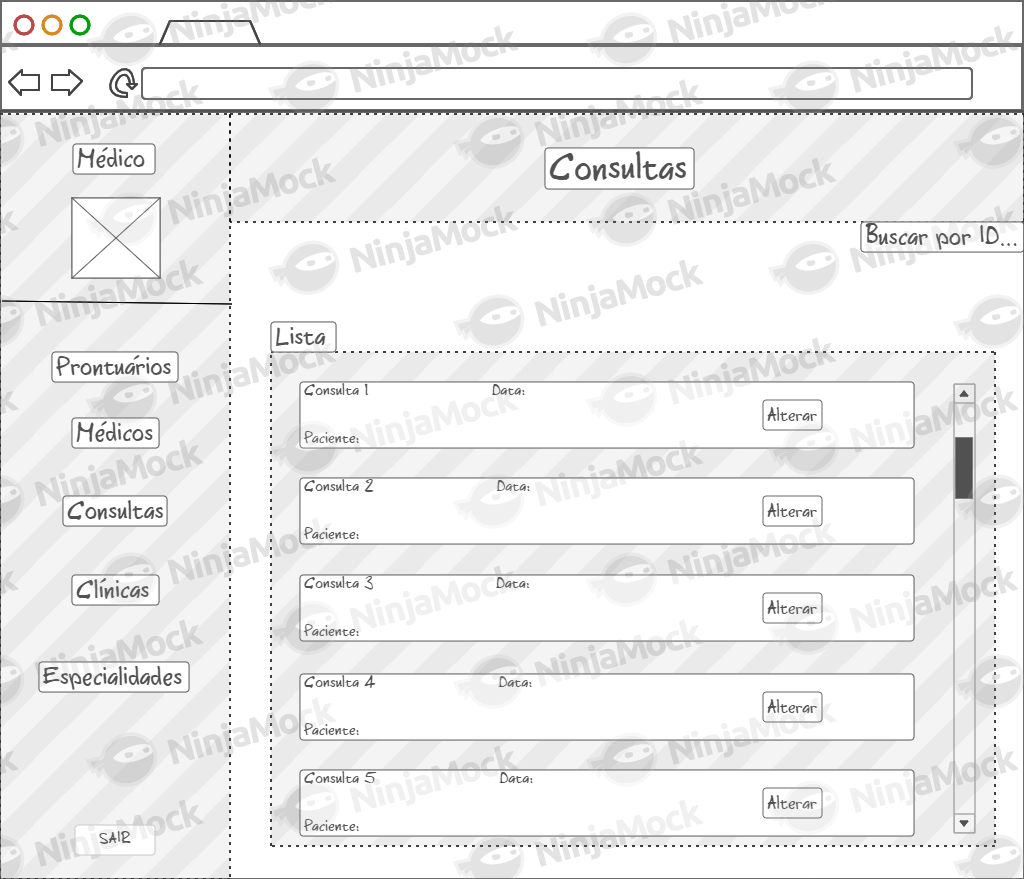 Médico
Consultas
Buscar por ID...
Prontuários
Médicos
Consultas
Clínicas
Especialidades
SAIR
Lista
Consulta 1 Data:
Alterar
Paciente:
Consulta 2 Data:
Alterar
Paciente:
Consulta 3 Data:
Alterar
Paciente:
Consulta 4 Data:
Alterar
Paciente:
Consulta 5 Data:
Alterar
Paciente:
NinjaMock